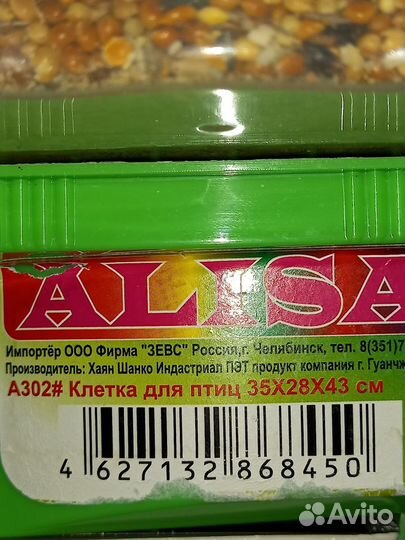 ALISA
Импортёр ООО Фирма "ЗЕВС" Россия,г. Челябинск, тел. 8(351)7
Производитель: Хаян Шанко Индастриал ПЭТ продукт компания г. Гуанчж
A302# Клетка для птиц 35X28X43 см
4 627132 868450
Avito